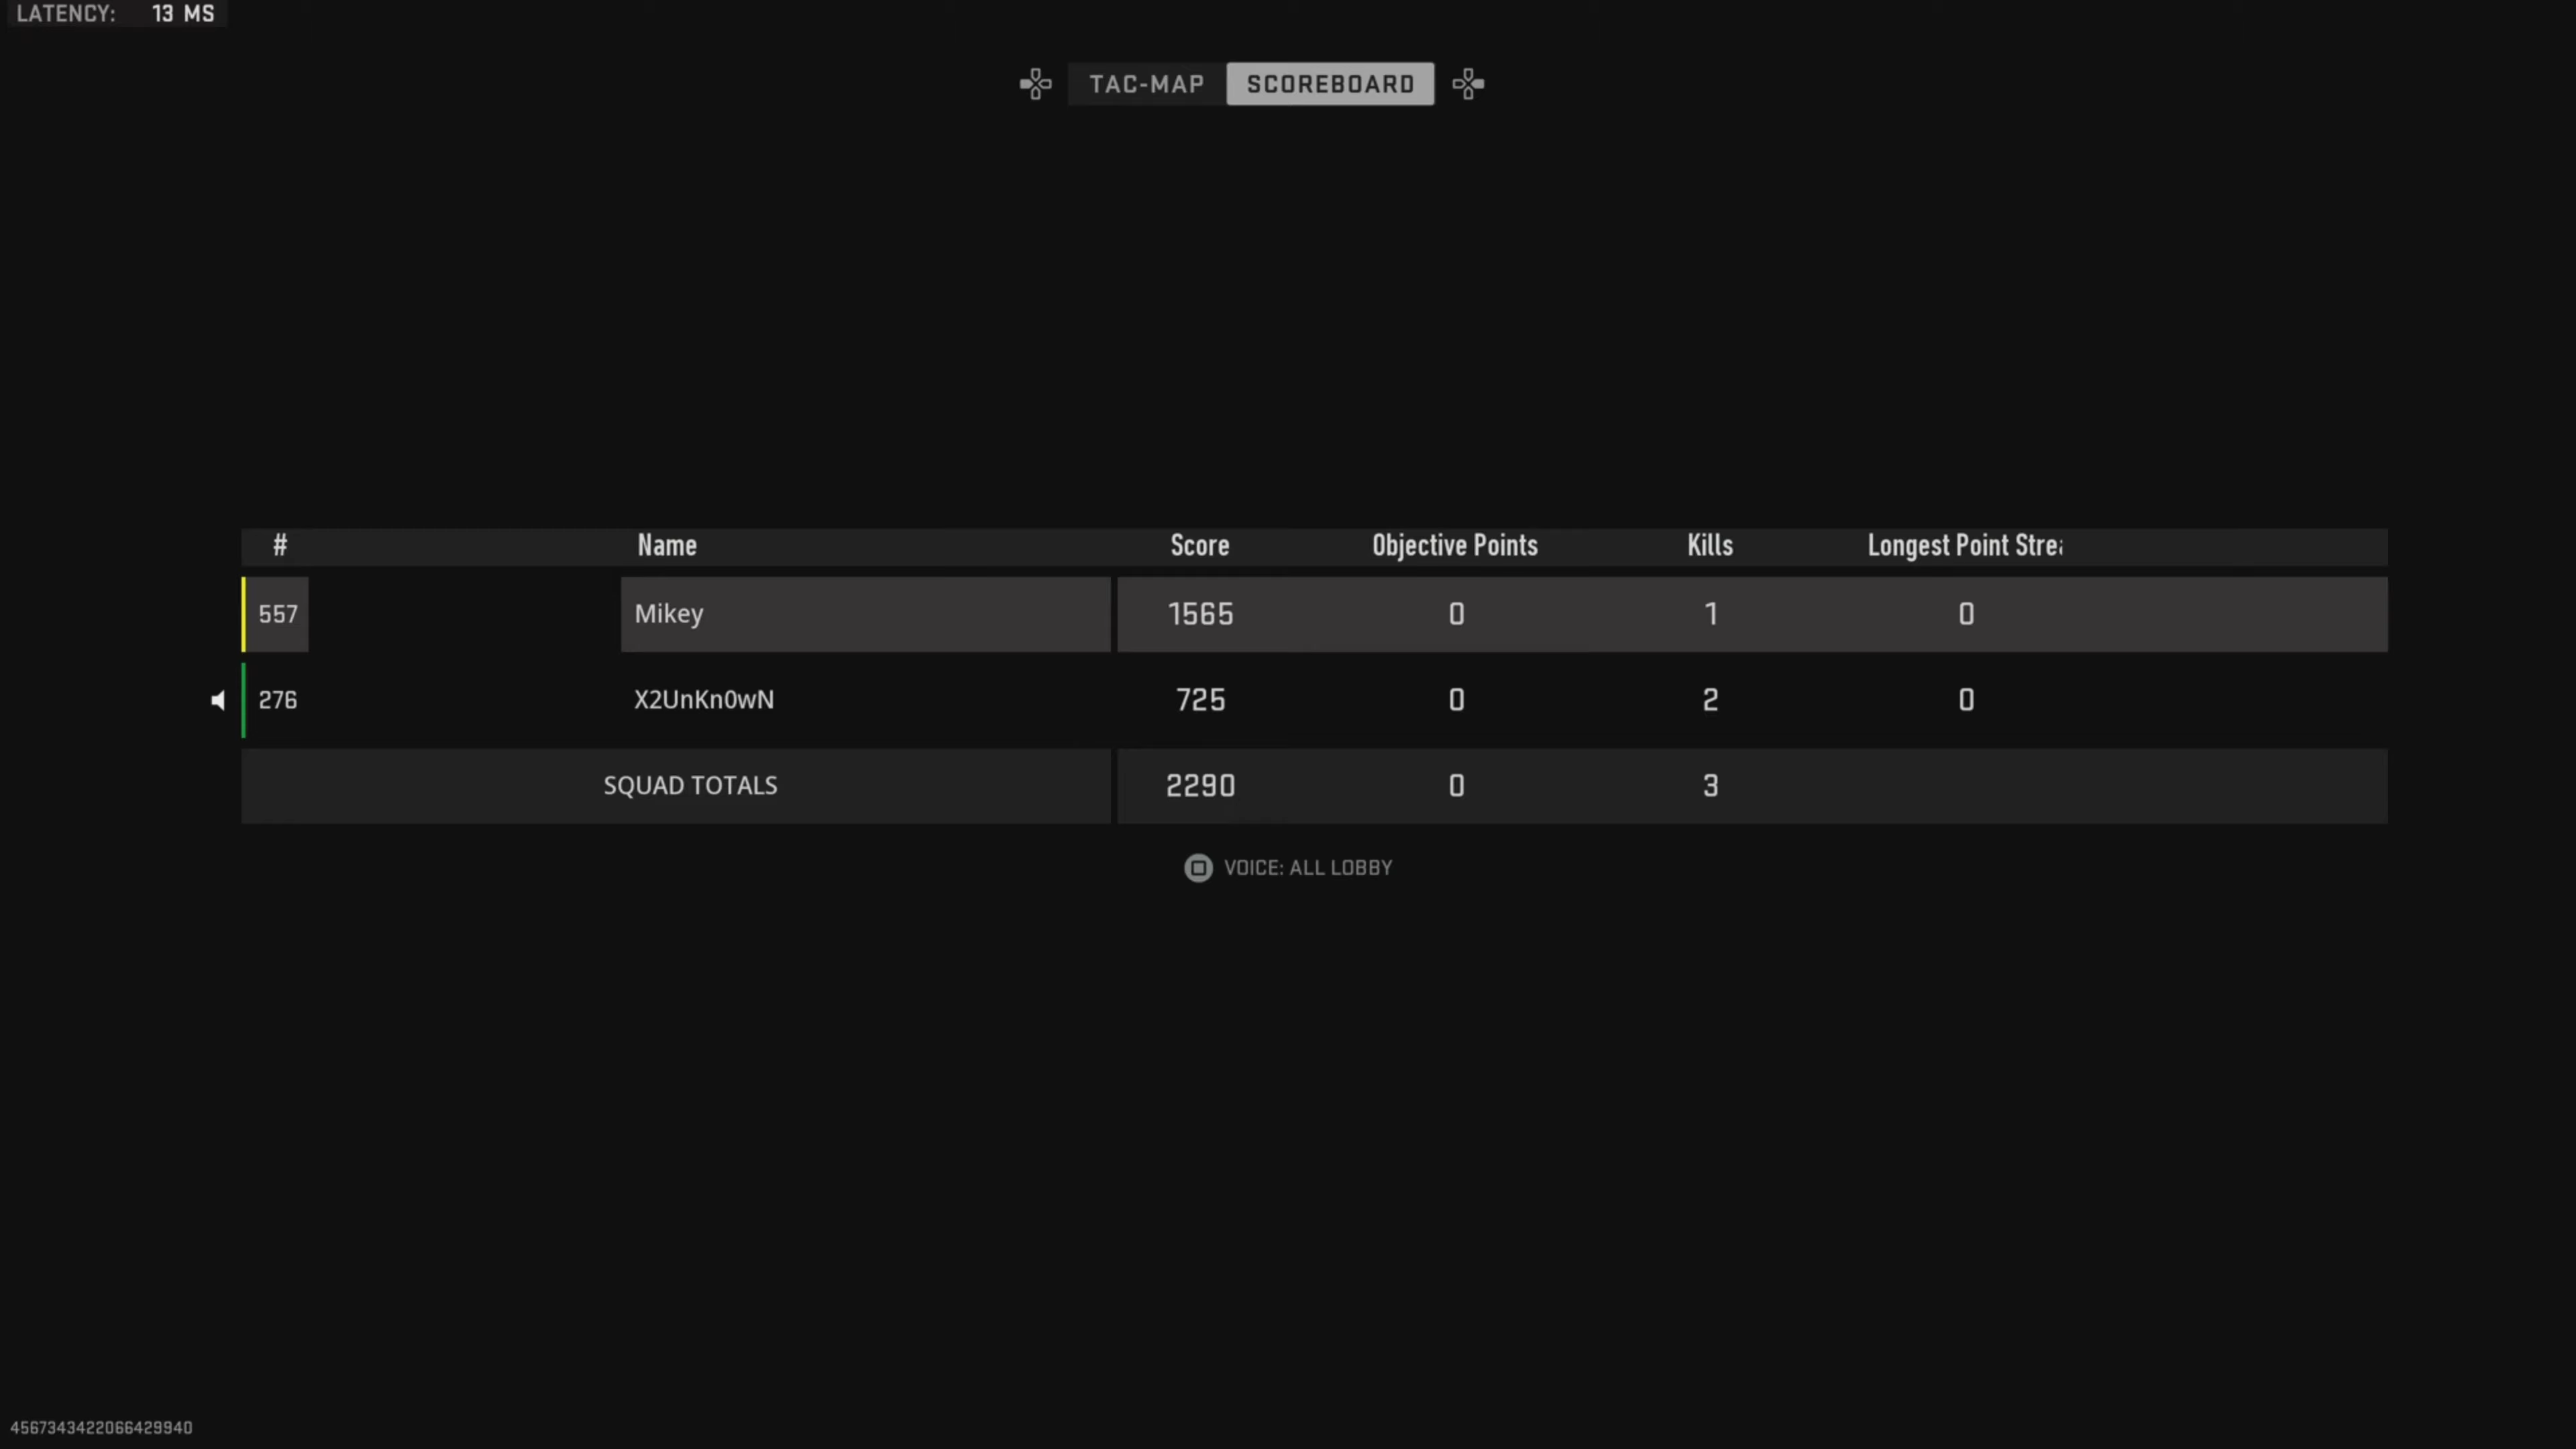 LATENCY: 13 MS
TAC-MAP SCOREBOARD
# Name Score Objective Points Kills Longest Point Strea
557 Mikey 1565 0 1 0
276 X2UnKn0wN 725 0 2 0
SQUAD TOTALS 2290 0 3
VOICE: ALL LOBBY
4567343422066429940